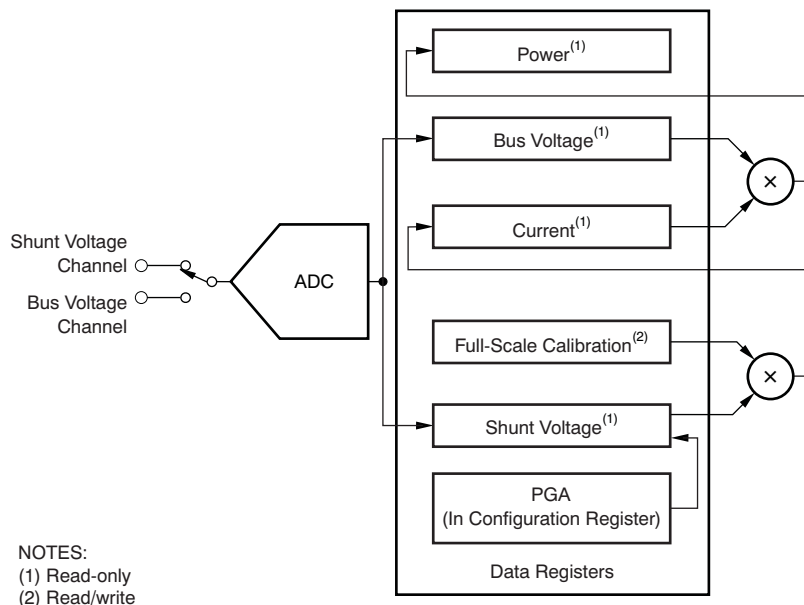 Power(1)
Bus Voltage(1)
×
Shunt Voltage
Channel
Current(1)
ADC
Bus Voltage
Channel
Full-Scale Calibration(2)
×
Shunt Voltage(1)
PGA
(In Configuration Register)
Data Registers
NOTES:
(1) Read-only
(2) Read/write